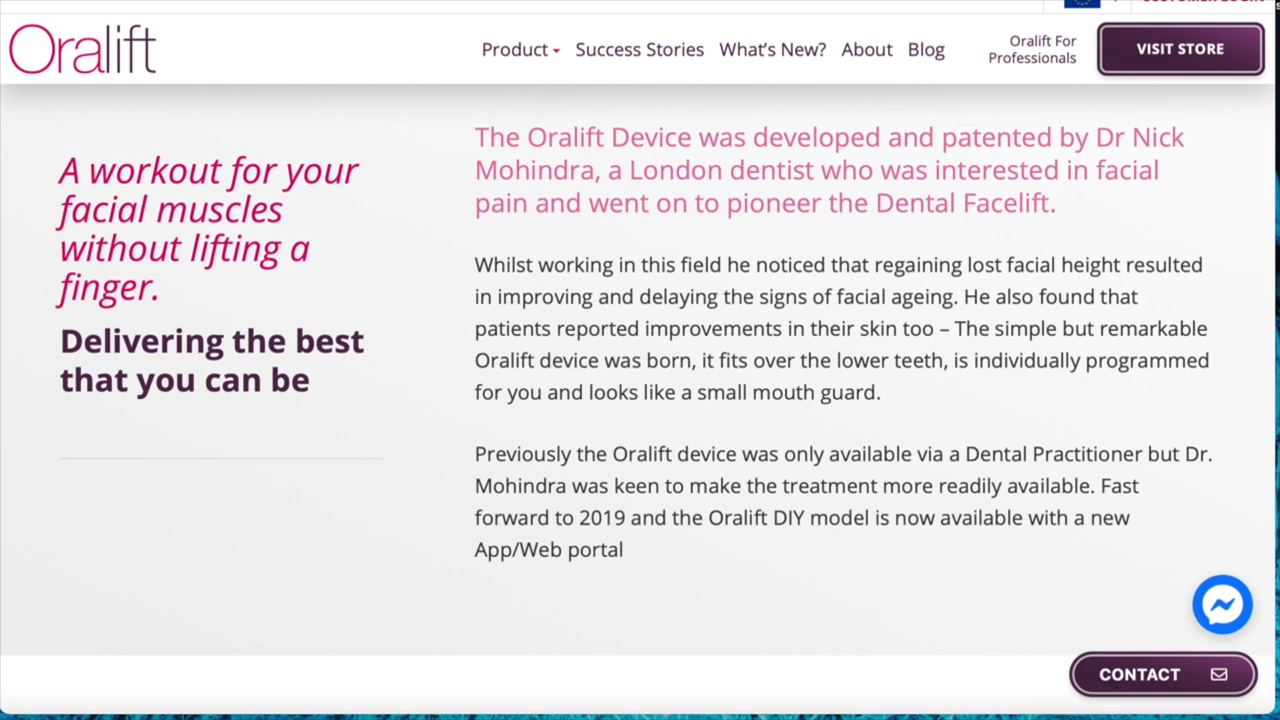 Oralift
Product
Success Stories
What's New?
About
Blog
Oralift For
Professionals
VISIT STORE
A workout for your
facial muscles
without lifting a
finger.
Delivering the best
that you can be
The Oralift Device was developed and patented by Dr Nick
Mohindra, a London dentist who was interested in facial
pain and went on to pioneer the Dental Facelift.
Whilst working in this field he noticed that regaining lost facial height resulted
in improving and delaying the signs of facial ageing. He also found that
patients reported improvements in their skin too – The simple but remarkable
Oralift device was born, it fits over the lower teeth, is individually programmed
for you and looks like a small mouth guard.
Previously the Oralift device was only available via a Dental Practitioner but Dr.
Mohindra was keen to make the treatment more readily available. Fast
forward to 2019 and the Oralift DIY model is now available with a new
App/Web portal
CONTACT